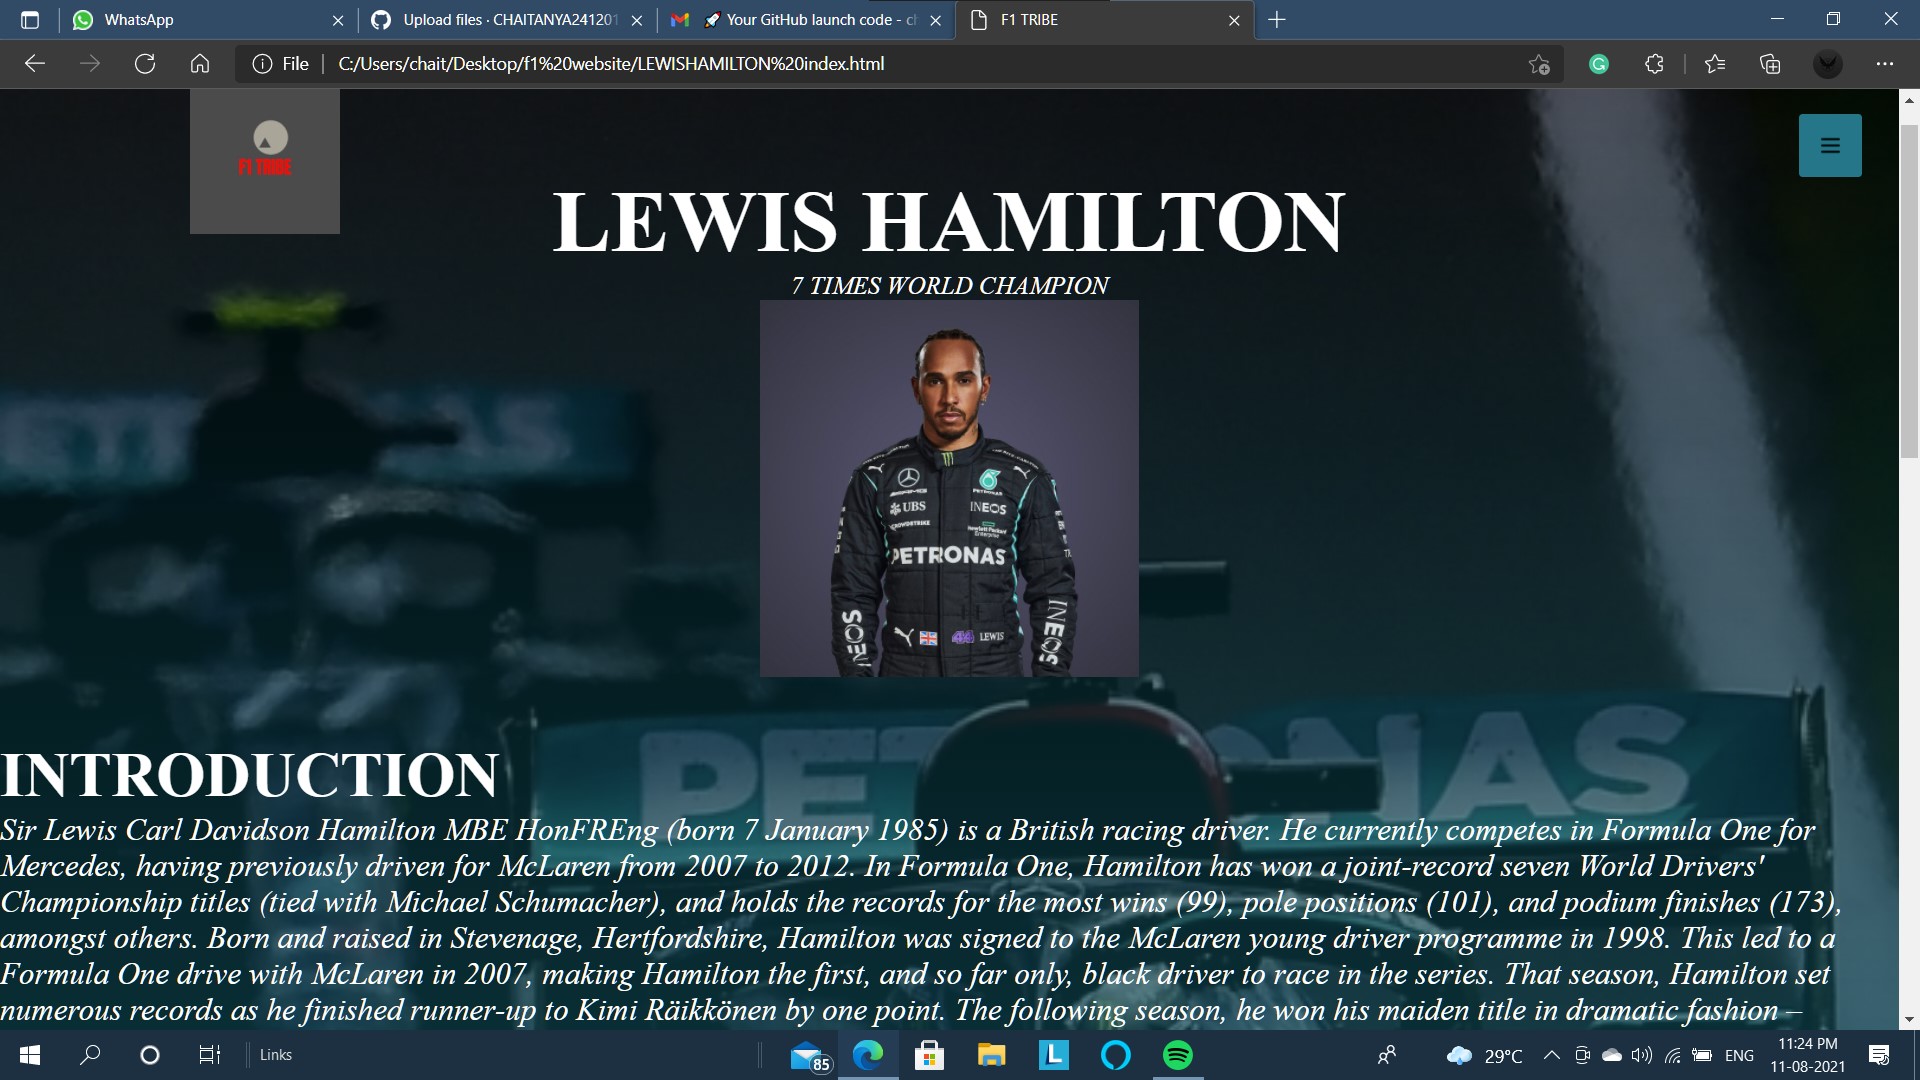 WhatsApp
Upload files · CHAITANYA24120
Your GitHub launch code - ch
F1 TRIBE
File
C:/Users/chait/Desktop/f1%20website/LEWISHAMILTON%20index.html
F1 TRIBE
LEWIS HAMILTON
7 TIMES WORLD CHAMPION
PETRONAS
UBS
INEOS
CROWDSTRIKE
Hewlett Packard
Enterprise
PETRONAS
INEOS
INEOS
44
LEWIS
PETRONAS
INTRODUCTION
Sir Lewis Carl Davidson Hamilton MBE HonFREng (born 7 January 1985) is a British racing driver. He currently competes in Formula One for
Mercedes, having previously driven for McLaren from 2007 to 2012. In Formula One, Hamilton has won a joint-record seven World Drivers'
Championship titles (tied with Michael Schumacher), and holds the records for the most wins (99), pole positions (101), and podium finishes (173),
amongst others. Born and raised in Stevenage, Hertfordshire, Hamilton was signed to the McLaren young driver programme in 1998. This led to a
Formula One drive with McLaren in 2007, making Hamilton the first, and so far only, black driver to race in the series. That season, Hamilton set
numerous records as he finished runner-up to Kimi Räikkönen by one point. The following season, he won his maiden title in dramatic fashion –
Links
85
L
29°C
ENG
11:24 PM
11-08-2021